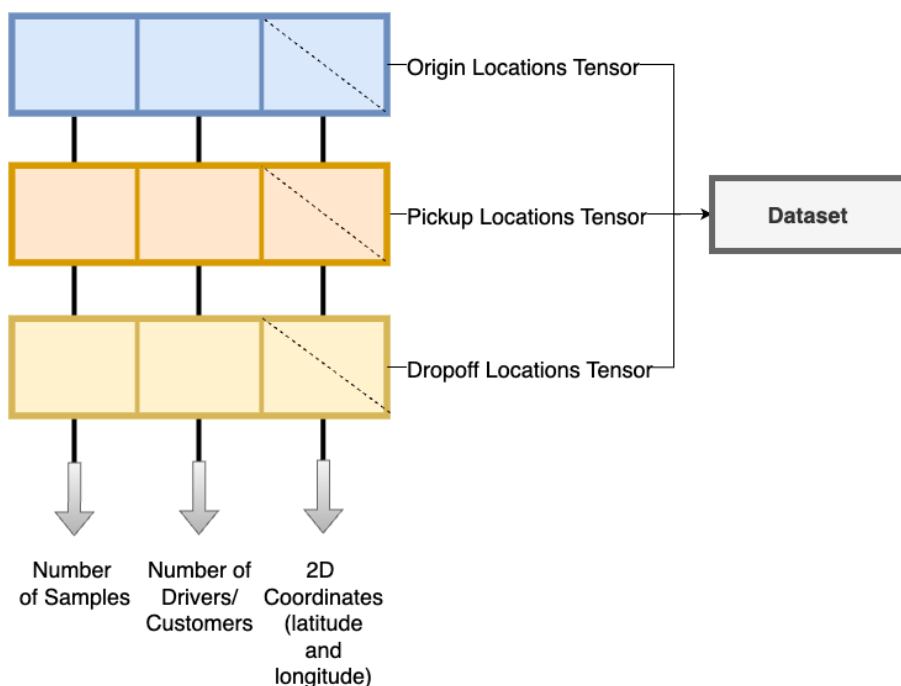 Origin Locations Tensor
Pickup Locations Tensor
Dataset
Dropoff Locations Tensor
Number
of Samples
Number of
Drivers/
Customers
2D
Coordinates
(latitude
and
longitude)